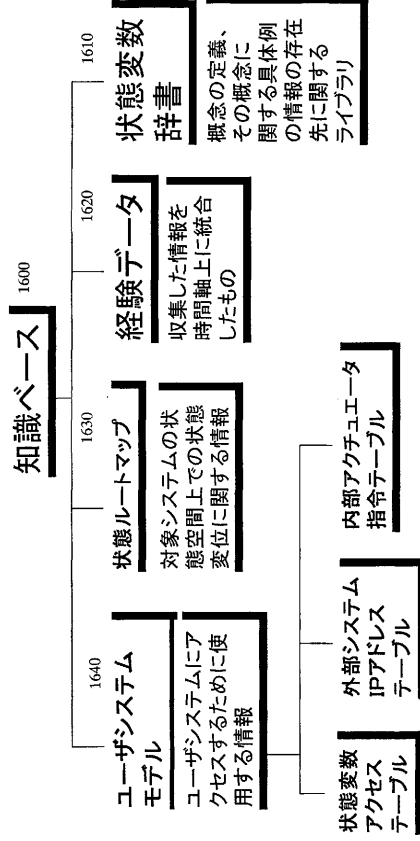 知識ベース
1600
1640
ユーザシステム
モデル
ユーザシステムにア
クセスするために使
用する情報
1630
状態ルートマップ
対象システムの状
態空間上での状態
変位に関する情報
1620
経験データ
収集した情報を
時間軸上に統合
したもの
1610
状態変数
辞書
概念の定義、
その概念に
関する具体例
の情報の存在
先に関する
ライブラリ
状態変数
アクセス
テーブル
外部システム
IPアドレス
テーブル
内部アクチュエータ
指令テーブル